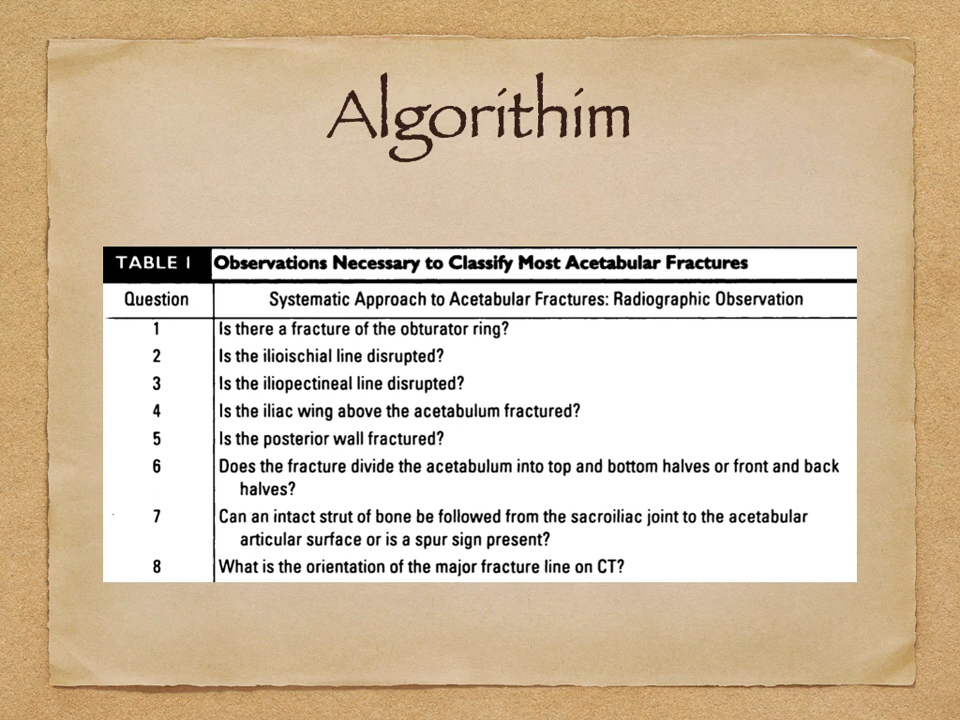 Algorithim
TABLE I Observations Necessary to Classify Most Acetabular Fractures
Question Systematic Approach to Acetabular Fractures: Radiographic Observation
1 Is there a fracture of the obturator ring?
2 Is the ilioischial line disrupted?
3 Is the iliopectineal line disrupted?
4 Is the iliac wing above the acetabulum fractured?
5 Is the posterior wall fractured?
6 Does the fracture divide the acetabulum into top and bottom halves or front and back
halves?
7 Can an intact strut of bone be followed from the sacroiliac joint to the acetabular
articular surface or is a spur sign present?
8 What is the orientation of the major fracture line on CT?